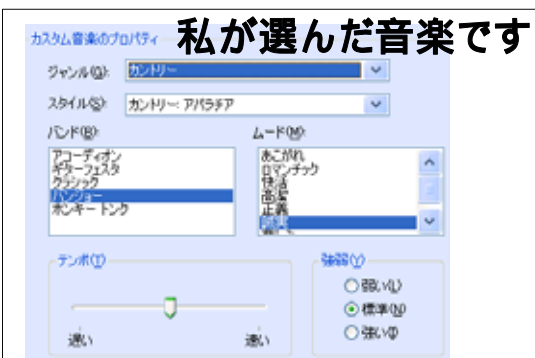 私が選んだ音楽です
カスタム音楽のプロパティ
ジャンル(G):
カントリー
スタイル(S):
カントリー: アパラチア
バンド(B):
アコーディオン
ギターフェスタ
クラシック
バンジョー
ホンキートンク
ムード(M):
あこがれ
ロマンチック
快活
高潔
正義
テンポ(T)
遅い
速い
強弱(Y)
弱い(L)
標準(N)
強い(I)